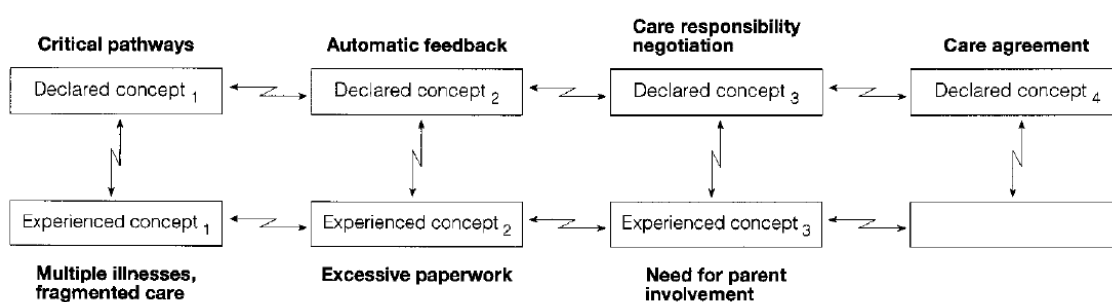 Critical pathways
Automatic feedback
Care responsibility
negotiation
Care agreement
Declared concept 1
Declared concept 2
Declared concept 3
Declared concept 4
Experienced concept 1
Experienced concept 2
Experienced concept 3
Multiple illnesses,
fragmented care
Excessive paperwork
Need for parent
involvement